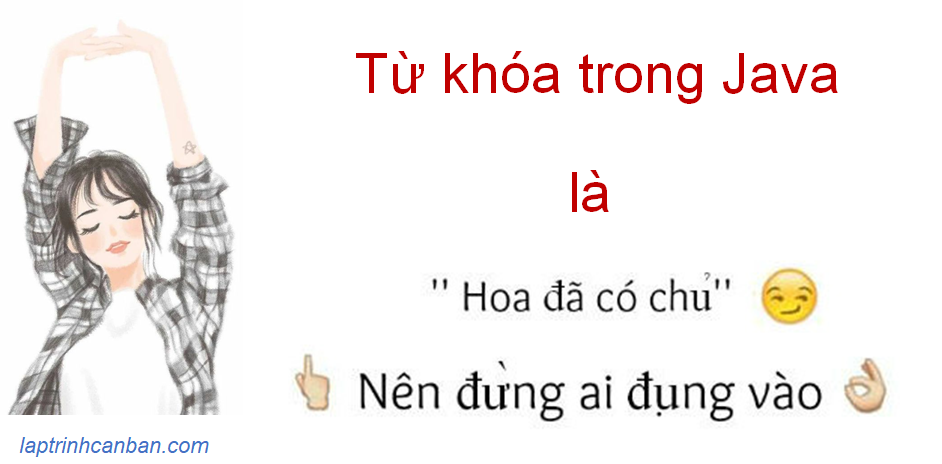 Từ khóa trong Java
là
" Hoa đã có chủ" 😏
👆 Nên đừng ai đụng vào 👌
laptrinhcanban.com